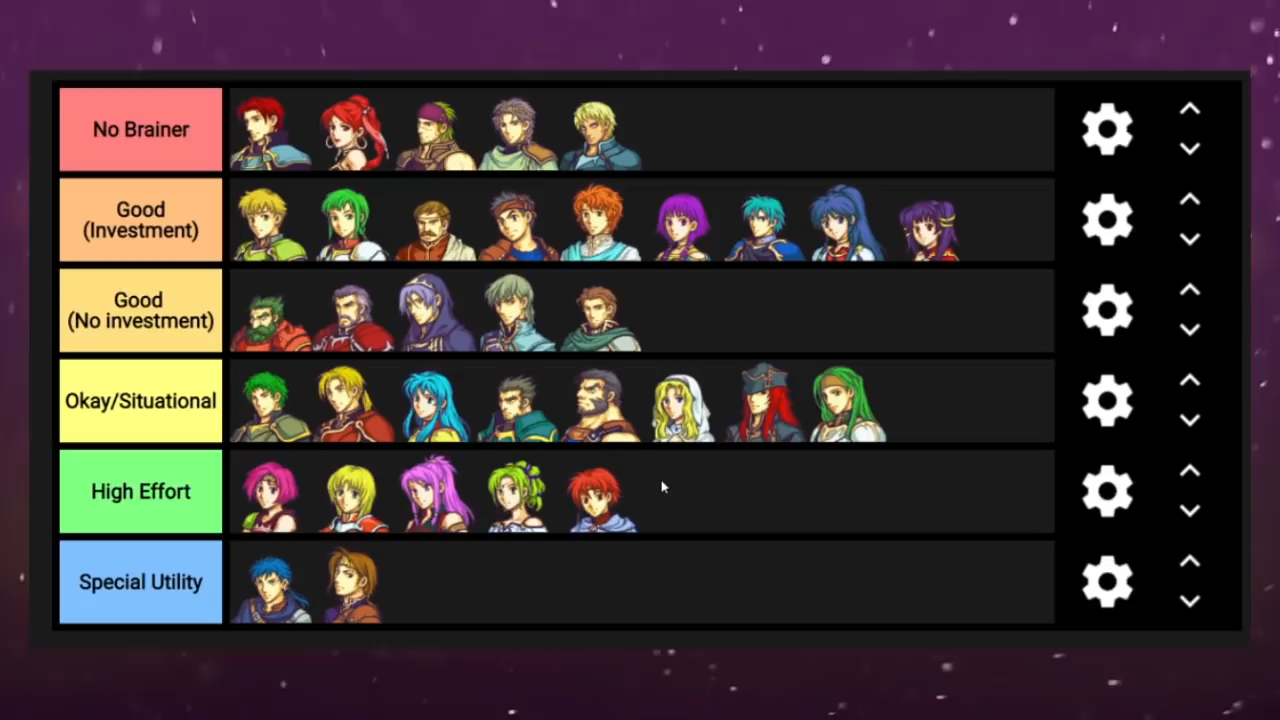 No Brainer
Good
(Investment)
Good
(No investment)
Okay/Situational
High Effort
Special Utility